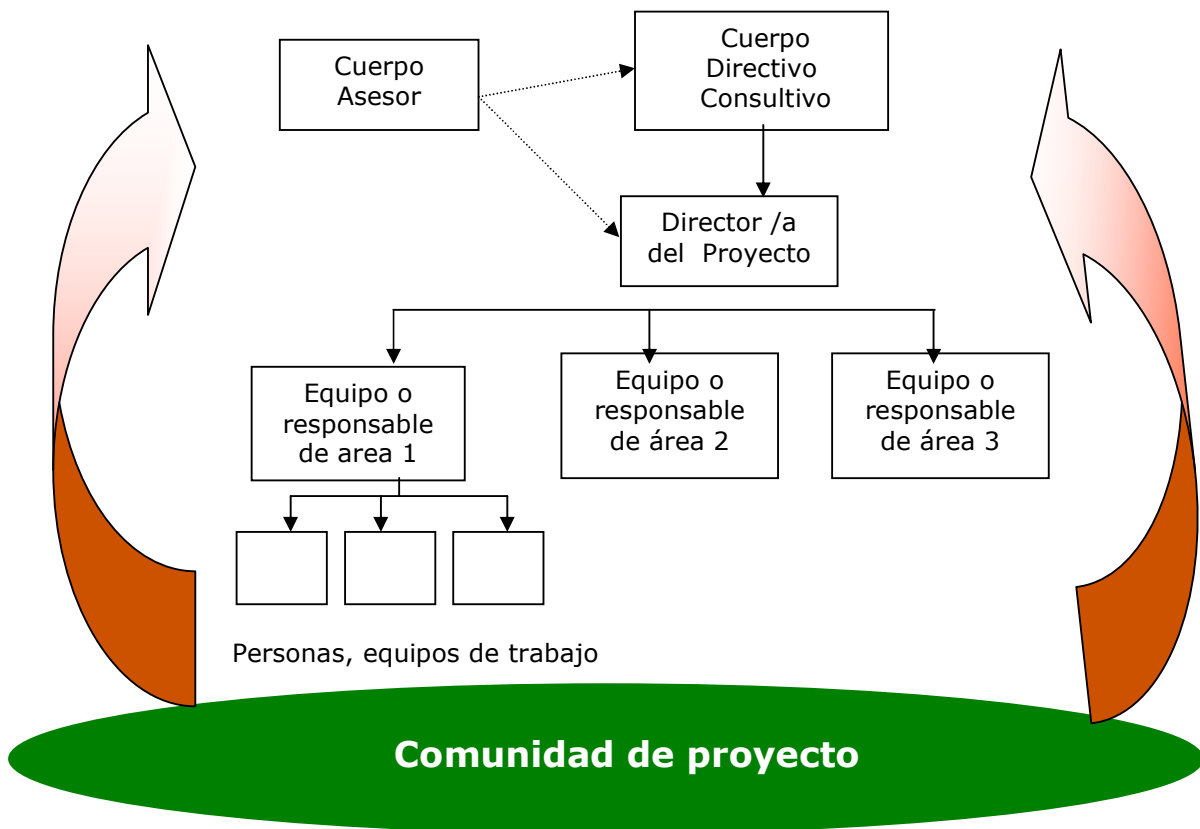 Cuerpo
Asesor
Cuerpo
Directivo
Consultivo
Director /a
del Proyecto
Equipo o
responsable
de area 1
Equipo o
responsable
de área 2
Equipo o
responsable
de área 3
Personas, equipos de trabajo
Comunidad de proyecto